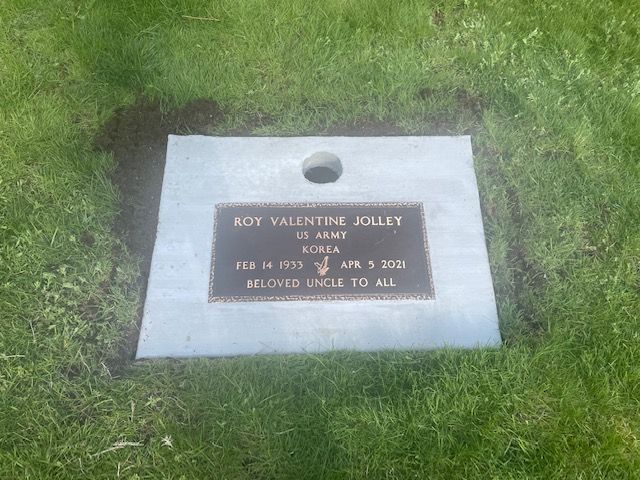 ROY VALENTINE JOLLEY
US ARMY
KOREA
FEB 14 1933 APR 5 2021
BELOVED UNCLE TO ALL